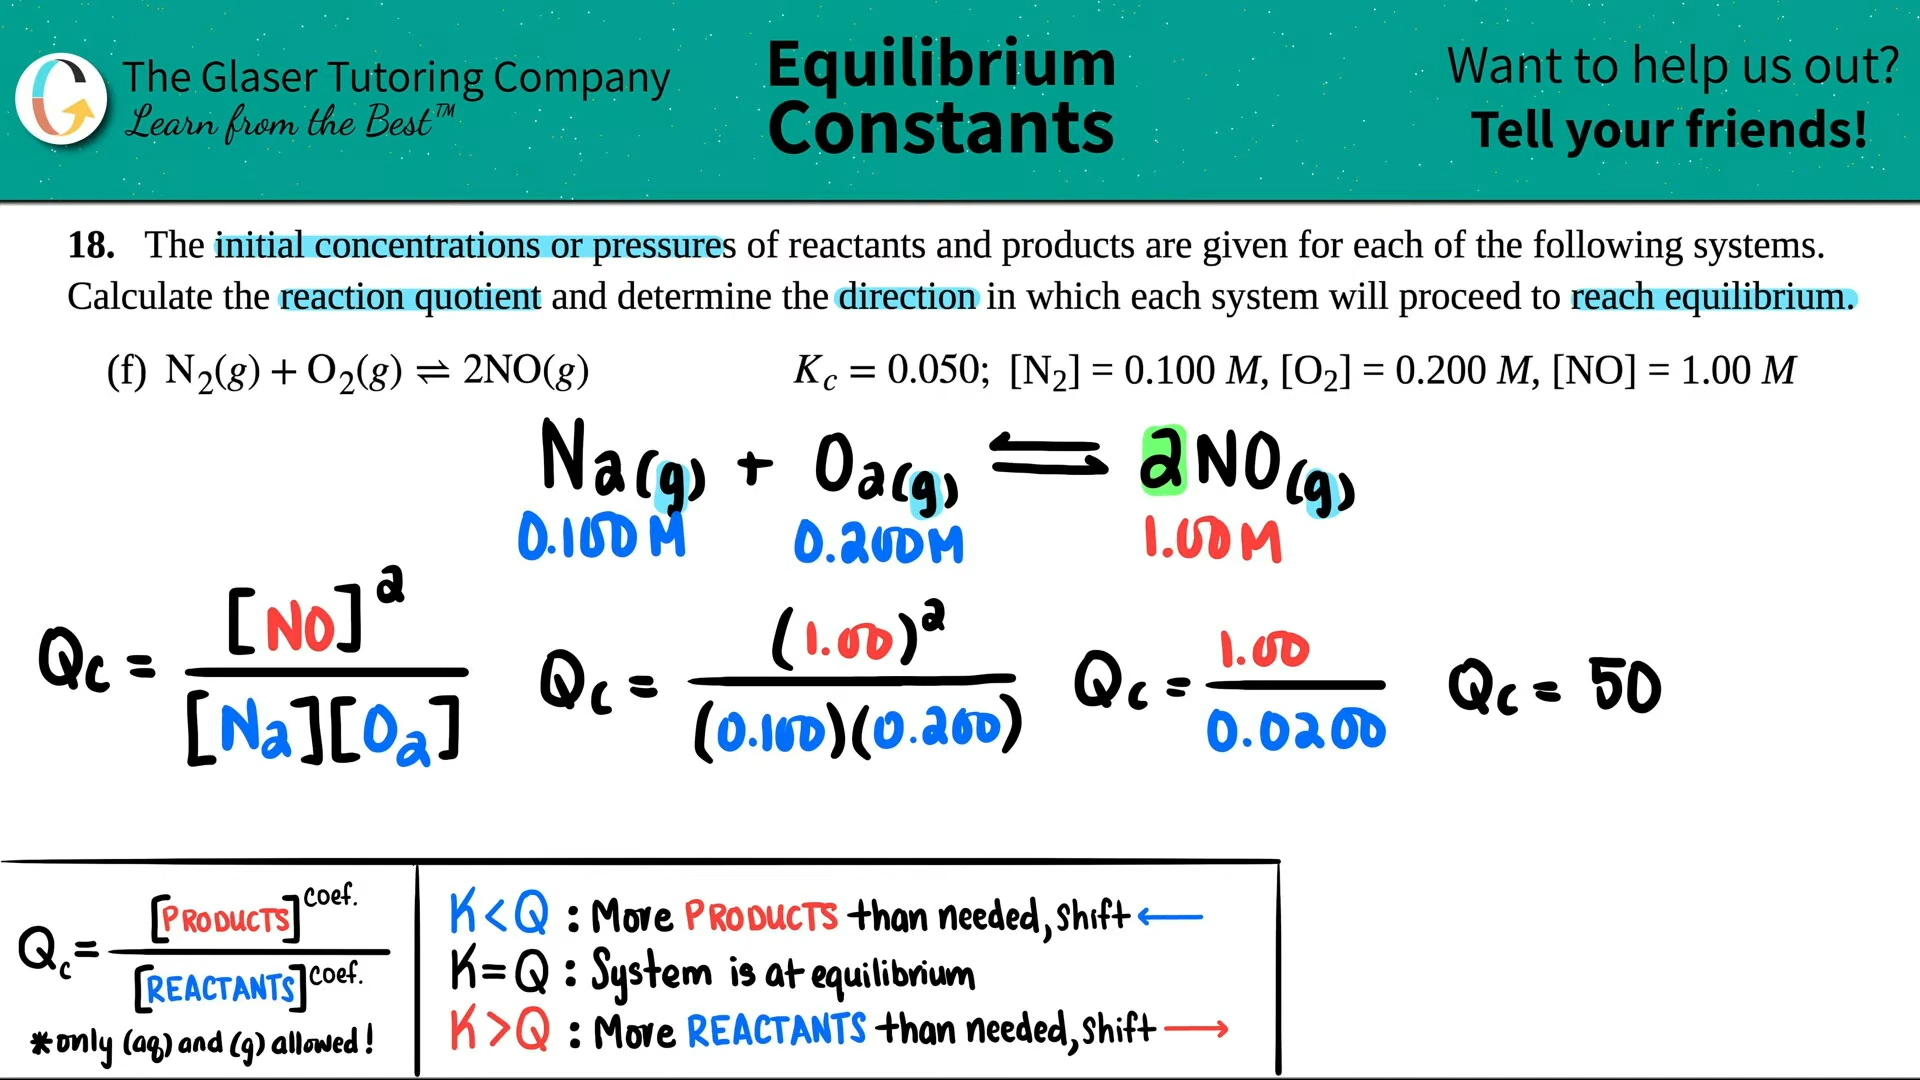 The Glaser Tutoring Company
Learn from the Best™
Equilibrium
Constants
Want to help us out?
Tell your friends!
18. The initial concentrations or pressures of reactants and products are given for each of the following systems.
Calculate the reaction quotient and determine the direction in which each system will proceed to reach equilibrium.
(f) N₂(g) + O₂(g) ⇌ 2NO(g) K_c = 0.050; [N₂] = 0.100 M, [O₂] = 0.200 M, [NO] = 1.00 M
N₂(g) + O₂(g) ⇌ 2NO(g)
0.100M 0.200M 1.00M
Qc = [NO]² / [N₂][O₂] Qc = (1.00)² / (0.100)(0.200) Qc = 1.00 / 0.0200 Qc = 50
Qc = [PRODUCTS]^coef. / [REACTANTS]^coef.
*only (aq) and (g) allowed!
K<Q : More PRODUCTS than needed, shift ←
K=Q : System is at equilibrium
K>Q : More REACTANTS than needed, shift →